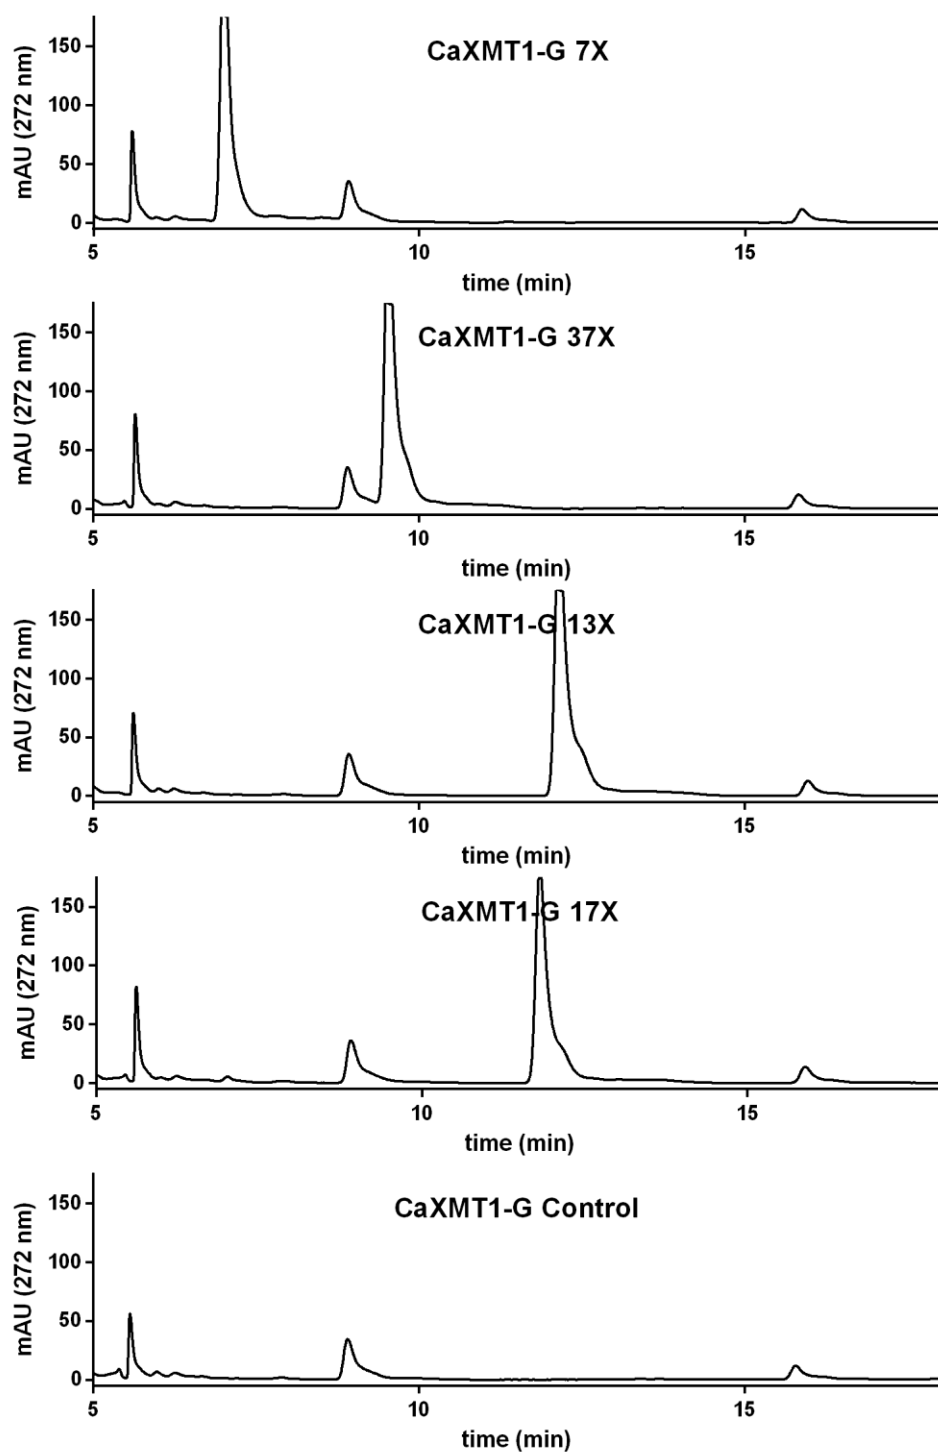 CaXMT1-G 7X
mAU (272 nm)
150
100
50
0
5 10 15
time (min)
CaXMT1-G 37X
mAU (272 nm)
150
100
50
0
5 10 15
time (min)
CaXMT1-G 13X
mAU (272 nm)
150
100
50
0
5 10 15
time (min)
CaXMT1-G 17X
mAU (272 nm)
150
100
50
0
5 10 15
time (min)
CaXMT1-G Control
mAU (272 nm)
150
100
50
0
5 10 15
time (min)